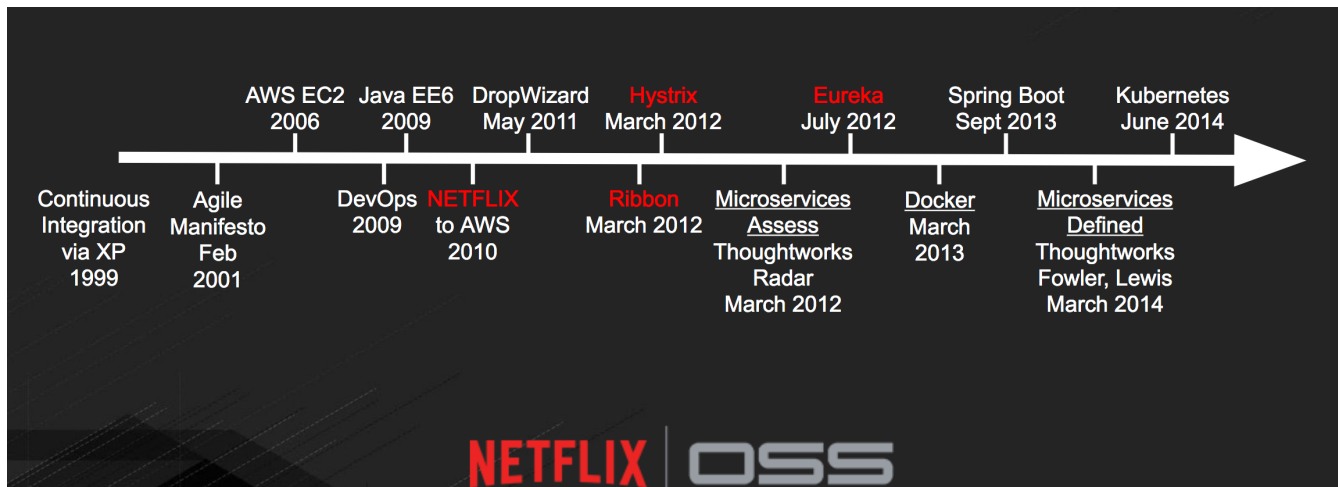 AWS EC2
2006
Java EE6
2009
DropWizard
May 2011
Hystrix
March 2012
Eureka
July 2012
Spring Boot
Sept 2013
Kubernetes
June 2014
Continuous
Integration
via XP
1999
Agile
Manifesto
Feb
2001
DevOps
2009
NETFLIX
to AWS
2010
Ribbon
March 2012
Microservices
Assess
Thoughtworks
Radar
March 2012
Docker
March
2013
Microservices
Defined
Thoughtworks
Fowler, Lewis
March 2014
NETFLIX
OSS